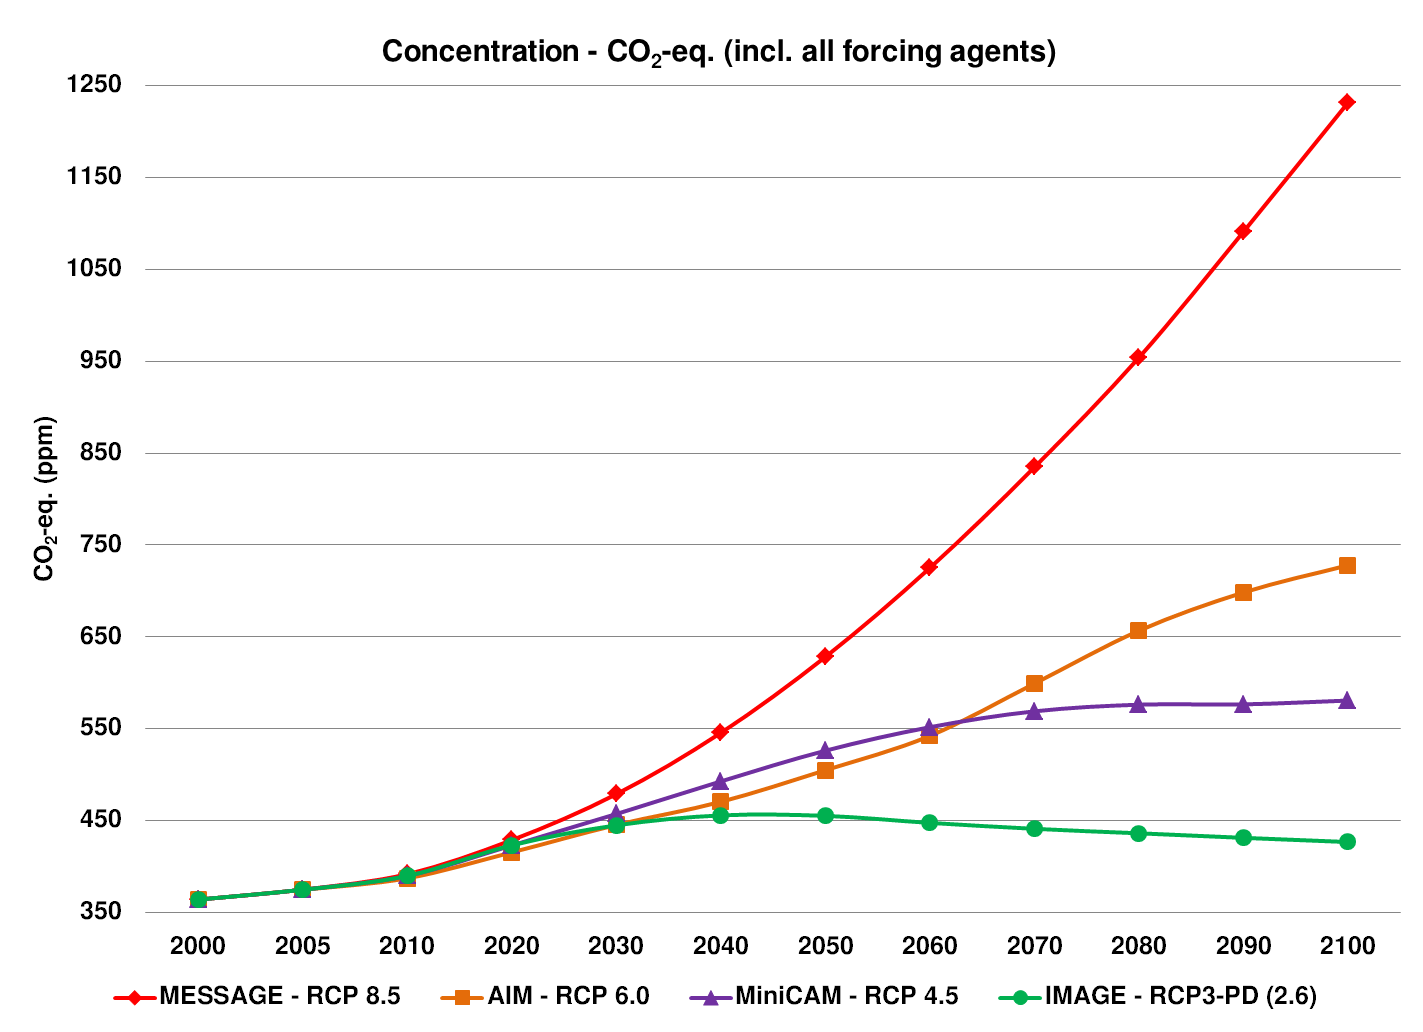 Concentration - CO₂-eq. (incl. all forcing agents)
1250
1150
1050
950
850
750
650
550
450
350
CO₂-eq. (ppm)
2000 2005 2010 2020 2030 2040 2050 2060 2070 2080 2090 2100
MESSAGE - RCP 8.5 AIM - RCP 6.0 MiniCAM - RCP 4.5 IMAGE - RCP3-PD (2.6)